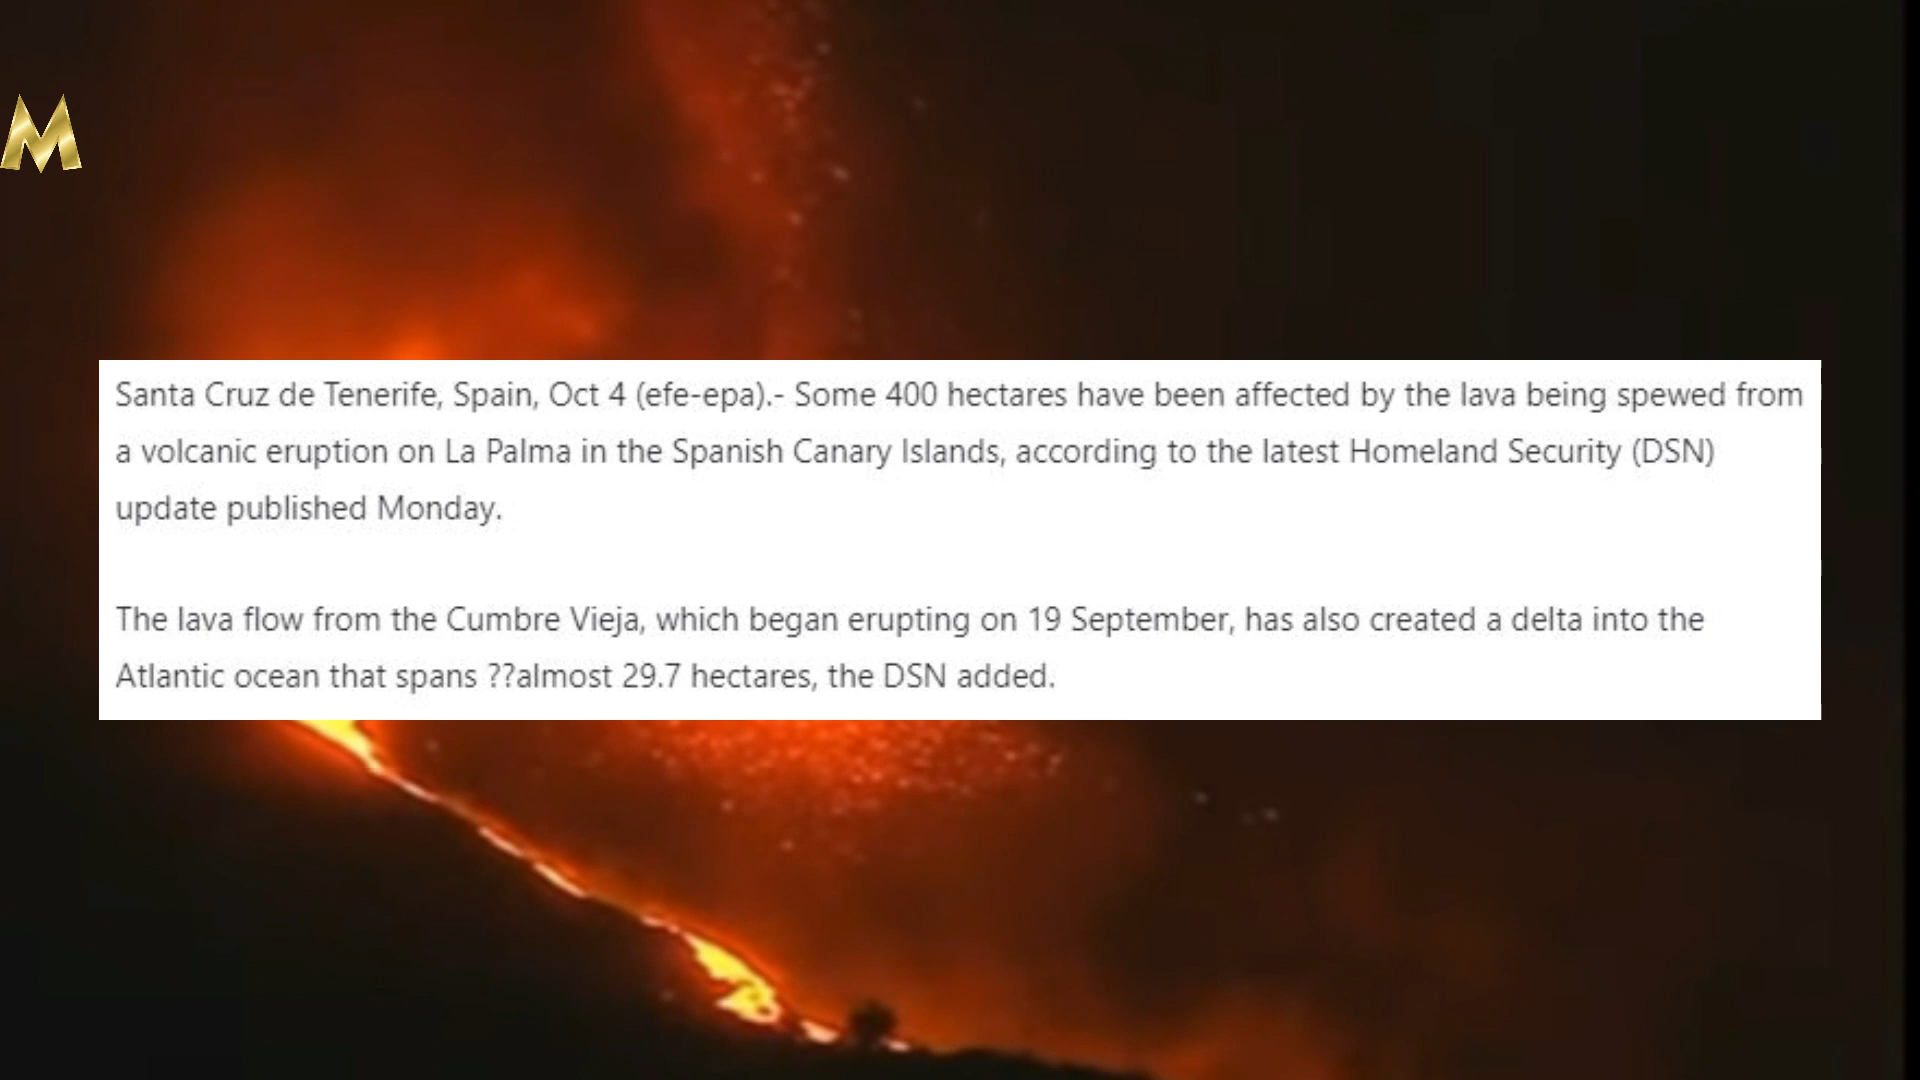 M
Santa Cruz de Tenerife, Spain, Oct 4 (efe-epa).- Some 400 hectares have been affected by the lava being spewed from
a volcanic eruption on La Palma in the Spanish Canary Islands, according to the latest Homeland Security (DSN)
update published Monday.
The lava flow from the Cumbre Vieja, which began erupting on 19 September, has also created a delta into the
Atlantic ocean that spans ??almost 29.7 hectares, the DSN added.